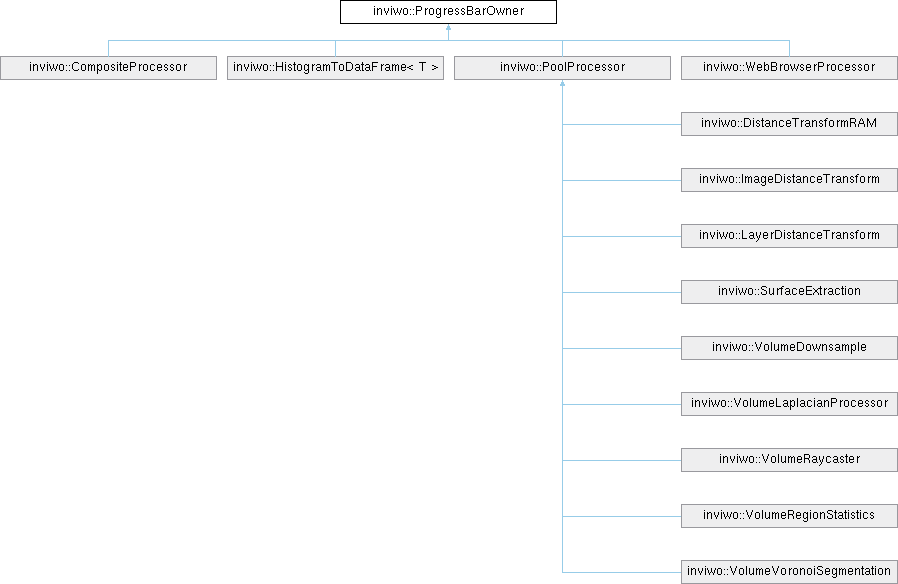 inviwo::ProgressBarOwner
inviwo::CompositeProcessor
inviwo::HistogramToDataFrame< T >
inviwo::PoolProcessor
inviwo::WebBrowserProcessor
inviwo::DistanceTransformRAM
inviwo::ImageDistanceTransform
inviwo::LayerDistanceTransform
inviwo::SurfaceExtraction
inviwo::VolumeDownsample
inviwo::VolumeLaplacianProcessor
inviwo::VolumeRaycaster
inviwo::VolumeRegionStatistics
inviwo::VolumeVoronoiSegmentation